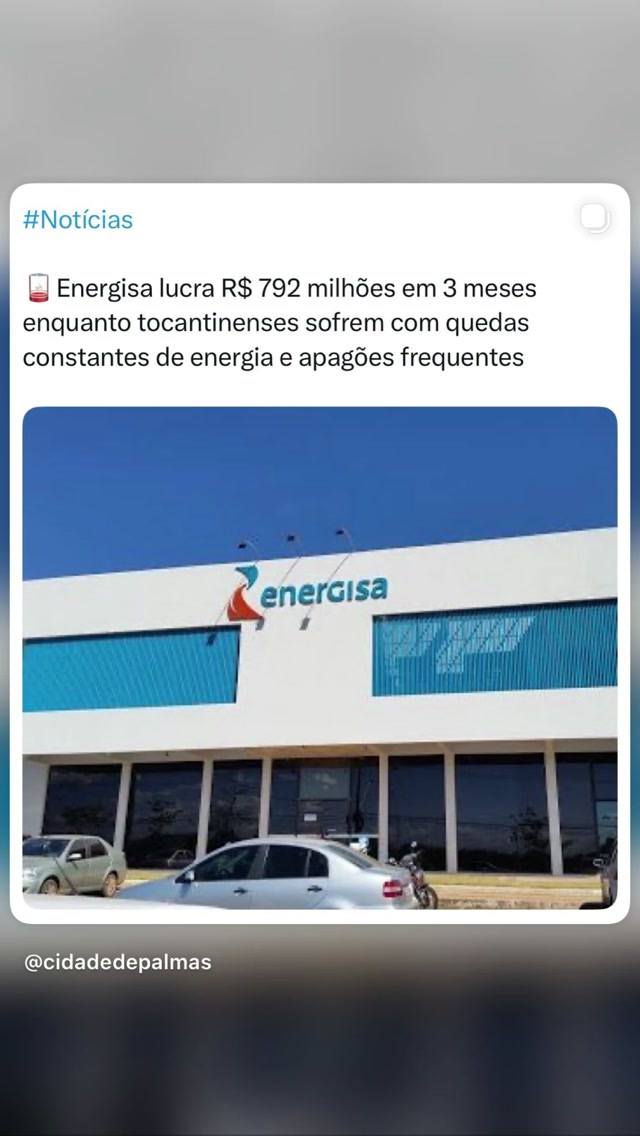 #Notícias
Energisa lucra R$ 792 milhões em 3 meses
enquanto tocantinenses sofrem com quedas
constantes de energia e apagões frequentes
energisa
@cidadedepalmas